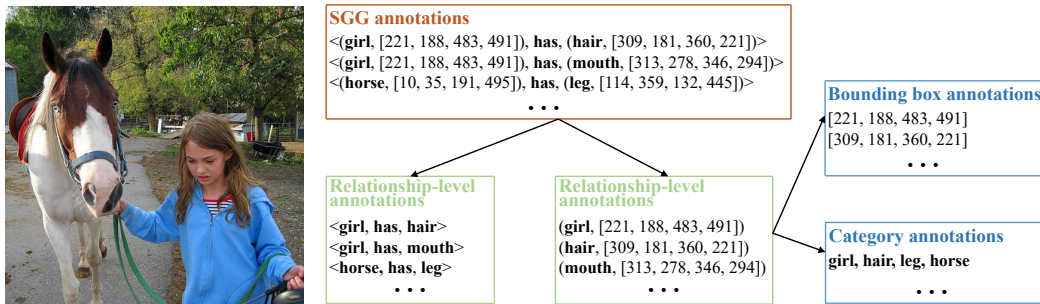 SGG annotations
<(girl, [221, 188, 483, 491]), has, (hair, [309, 181, 360, 221])>
<(girl, [221, 188, 483, 491]), has, (mouth, [313, 278, 346, 294])>
<(horse, [10, 35, 191, 495]), has, (leg, [114, 359, 132, 445])>
...
Relationship-level
annotations
<girl, has, hair>
<girl, has, mouth>
<horse, has, leg>
...
Relationship-level
annotations
(girl, [221, 188, 483, 491])
(hair, [309, 181, 360, 221])
(mouth, [313, 278, 346, 294])
...
Bounding box annotations
[221, 188, 483, 491]
[309, 181, 360, 221]
...
Category annotations
girl, hair, leg, horse
...